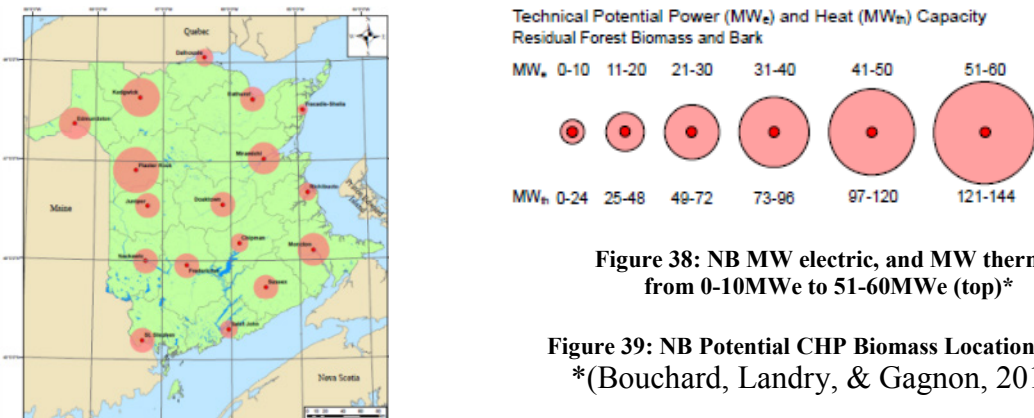 Quebec
Dalhousie
Kedgwick
Bathurst
Edmundston
Miramichi
Plaster Rock
Juniper
Doaktown
Maine
Chipman
Moncton
Nackawic
Fredericton
Sussex
Saint John
St. Stephen
Nova Scotia
Technical Potential Power (MWₑ) and Heat (MWₜₕ) Capacity
Residual Forest Biomass and Bark
MWₑ 0-10 11-20 21-30 31-40 41-50 51-60
MWₜₕ 0-24 25-48 49-72 73-96 97-120 121-144
Figure 38: NB MW electric, and MW therm
from 0-10MWe to 51-60MWe (top)*
Figure 39: NB Potential CHP Biomass Location
*(Bouchard, Landry, & Gagnon, 201